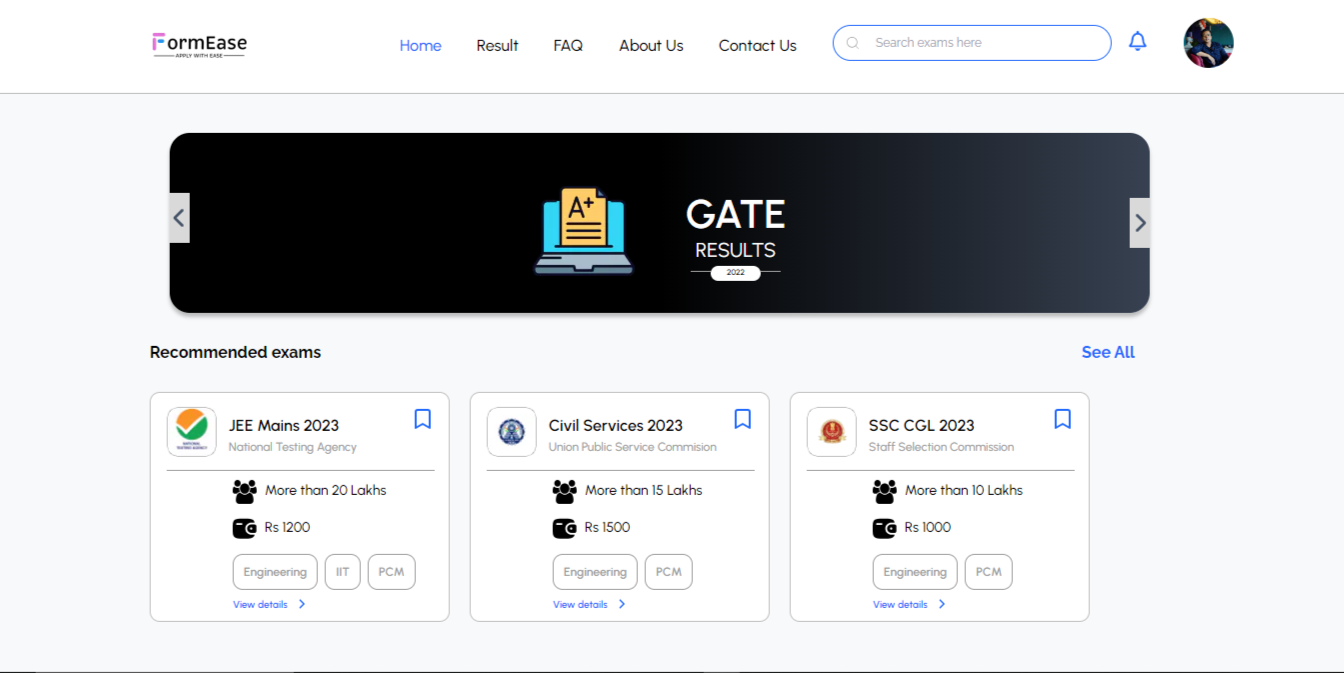 FormEase
APPLY WITH EASE
Home
Result
FAQ
About Us
Contact Us
Search exams here
A+
GATE
RESULTS
2022
Recommended exams
See All
JEE Mains 2023
National Testing Agency
More than 20 Lakhs
Rs 1200
Engineering
IIT
PCM
View details
Civil Services 2023
Union Public Service Commision
More than 15 Lakhs
Rs 1500
Engineering
PCM
View details
SSC CGL 2023
Staff Selection Commission
More than 10 Lakhs
Rs 1000
Engineering
PCM
View details